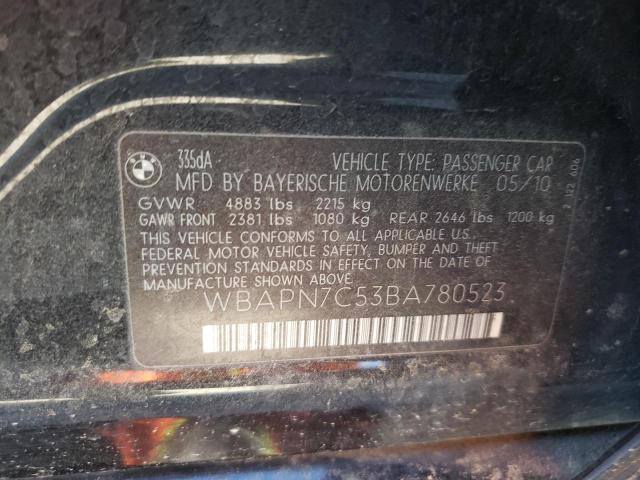 BMW
335dA
VEHICLE TYPE: PASSENGER CAR
MFD BY BAYERISCHE MOTORENWERKE 05/10
GVWR 4883 lbs 2215 kg
GAWR FRONT 2381 lbs 1080 kg REAR 2646 lbs 1200 kg
THIS VEHICLE CONFORMS TO ALL APPLICABLE U.S.
FEDERAL MOTOR VEHICLE SAFETY, BUMPER AND THEFT
PREVENTION STANDARDS IN EFFECT ON THE DATE OF
MANUFACTURE SHOWN ABOVE.
WBAPN7C53BA780523